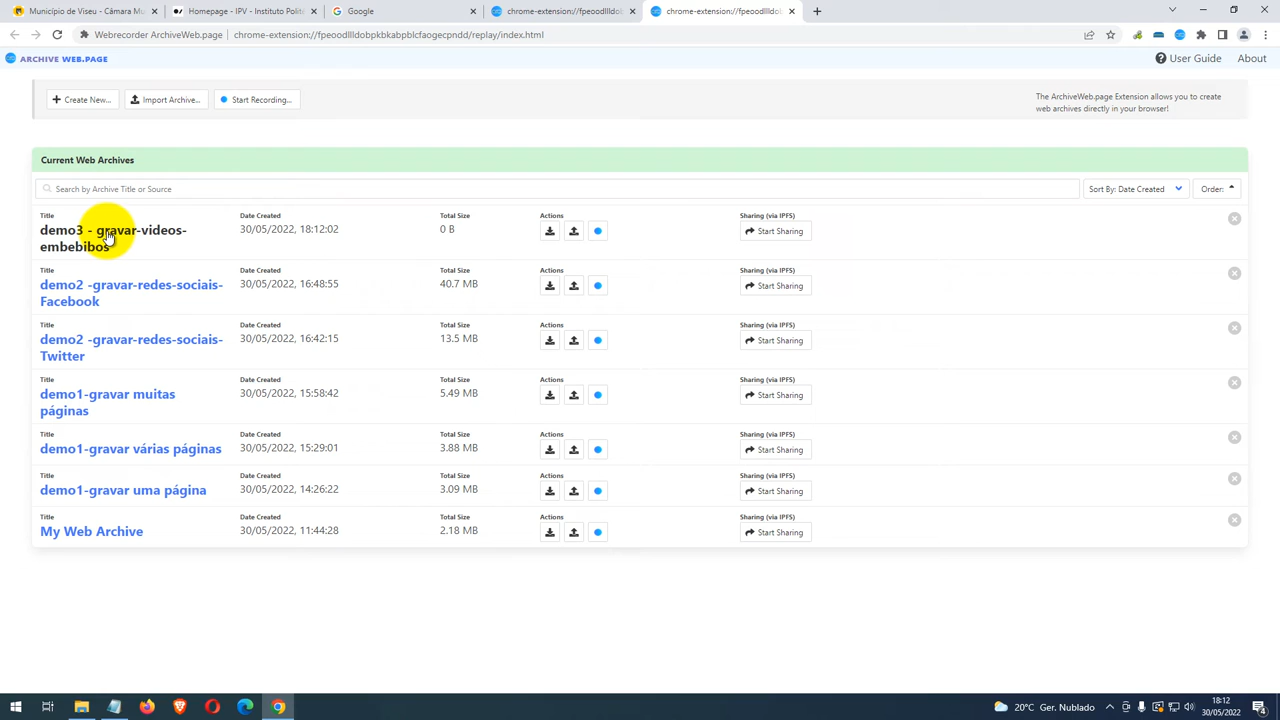 Município de Viseu - Câmara Mu
Homepage - IPV - Instituto Polité
Google
chrome-extension://fpeoodllldobp
chrome-extension://fpeoodllldobp
Webrecorder ArchiveWeb.page
chrome-extension://fpeoodllldobpkbkabpblcfaogecpndd/replay/index.html
ARCHIVE WEB.PAGE
User Guide
About
Create New...
Import Archive...
Start Recording...
The ArchiveWeb.page Extension allows you to create
web archives directly in your browser!
Current Web Archives
Search by Archive Title or Source
Sort By: Date Created
Order:
Title Date Created Total Size Actions Sharing (via IPFS)
demo3 - gravar-videos- 30/05/2022, 18:12:02 0 B Start Sharing
embebibos
Title Date Created Total Size Actions Sharing (via IPFS)
demo2 -gravar-redes-sociais- 30/05/2022, 16:48:55 40.7 MB Start Sharing
Facebook
Title Date Created Total Size Actions Sharing (via IPFS)
demo2 -gravar-redes-sociais- 30/05/2022, 16:42:15 13.5 MB Start Sharing
Twitter
Title Date Created Total Size Actions Sharing (via IPFS)
demo1-gravar muitas 30/05/2022, 15:58:42 5.49 MB Start Sharing
páginas
Title Date Created Total Size Actions Sharing (via IPFS)
demo1-gravar várias páginas 30/05/2022, 15:29:01 3.88 MB Start Sharing
Title Date Created Total Size Actions Sharing (via IPFS)
demo1-gravar uma página 30/05/2022, 14:26:22 3.09 MB Start Sharing
Title Date Created Total Size Actions Sharing (via IPFS)
My Web Archive 30/05/2022, 11:44:28 2.18 MB Start Sharing
20°C Ger. Nublado
18:12
30/05/2022
4